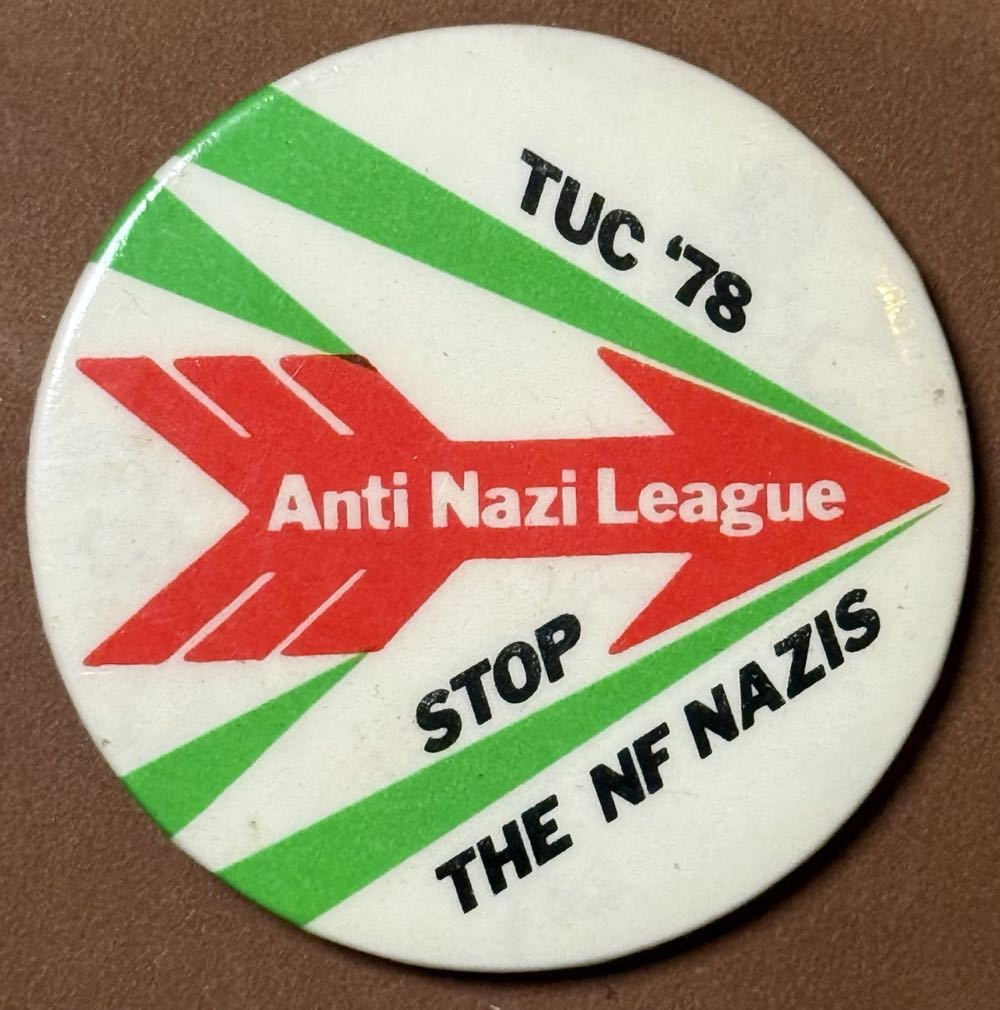 TUC ‘78
Anti Nazi League
STOP
THE NF NAZIS